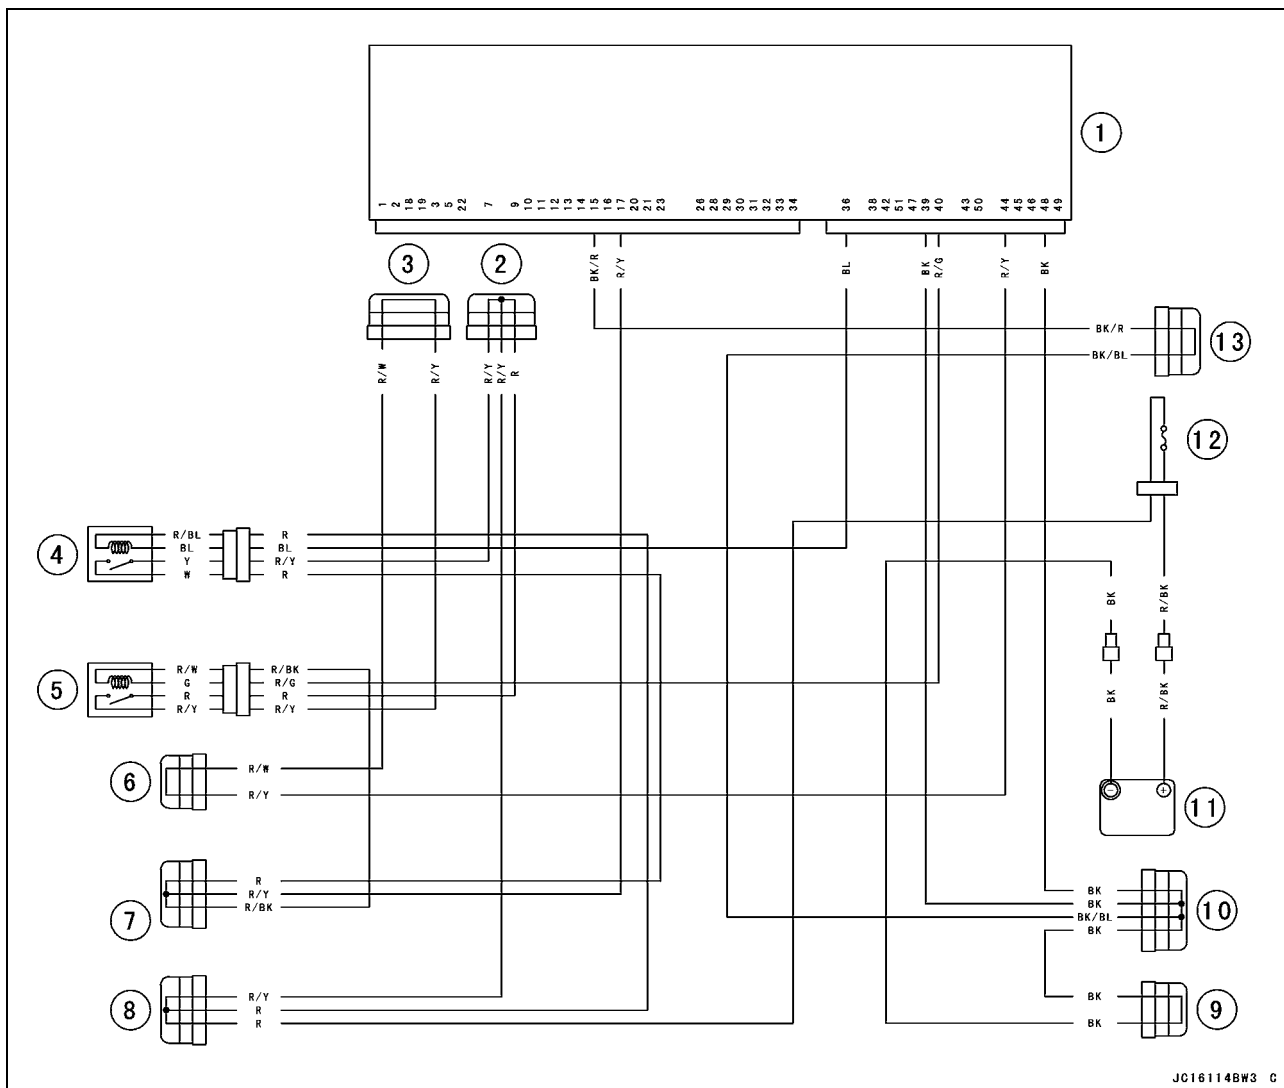 1
1 2 18 19 3 5 22 7 9 10 11 12 13 14 15 16 17 20 21 23 26 28 29 30 31 32 33 34 36 38 42 51 47 39 40 43 50 44 45 46 48 49
3 2
BK/R R/Y BL BK R/G R/Y BK
BK/R
13
BK/BL
R/W R/Y R/Y R/Y R
12
4
R/BL R
BL BL
Y R/Y
W R
BK R/BK
5
R/W R/BK
G R/G
R R
R/Y R/Y
BK R/BK
6
R/W
R/Y
- +
11
7
R
R/Y
R/BK
BK
BK
BK/BL
BK
10
8
R/Y
R
R
BK
BK
9
JC16114BW3 C